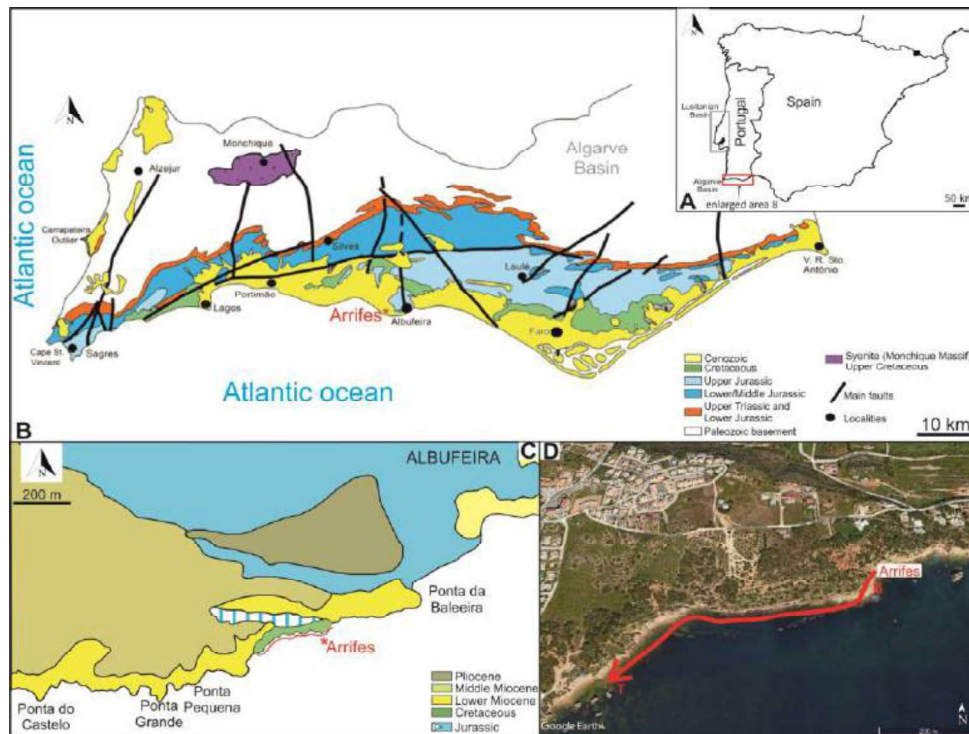 N
Atlantic ocean
Alzejur
Monchique
Algarve
Basin
Carrapateira
Outlier
Silves
Portimão
Lagos
Arrifes*
Albufeira
Loulé
Faro
V. R. Sto.
António
Cape St.
Vincent
Sagres
Atlantic ocean
Cenozoic
Cretaceous
Upper Jurassic
Lower/Middle Jurassic
Upper Triassic and
Lower Jurassic
Paleozoic basement
Syenite (Monchique Massif)
Upper Cretaceous
Main faults
Localities
10 km
B
N
Lusitanian
Basin
Portugal
Spain
Algarve
Basin
A
enlarged area B
50 km
N
200 m
ALBUFEIRA
C
Ponta da
Baleeira
*Arrifes
Ponta do
Castelo
Ponta
Grande
Ponta
Pequena
Pliocene
Middle Miocene
Lower Miocene
Cretaceous
Jurassic
D
Arrifes
B
T
Google Earth
N
200 m